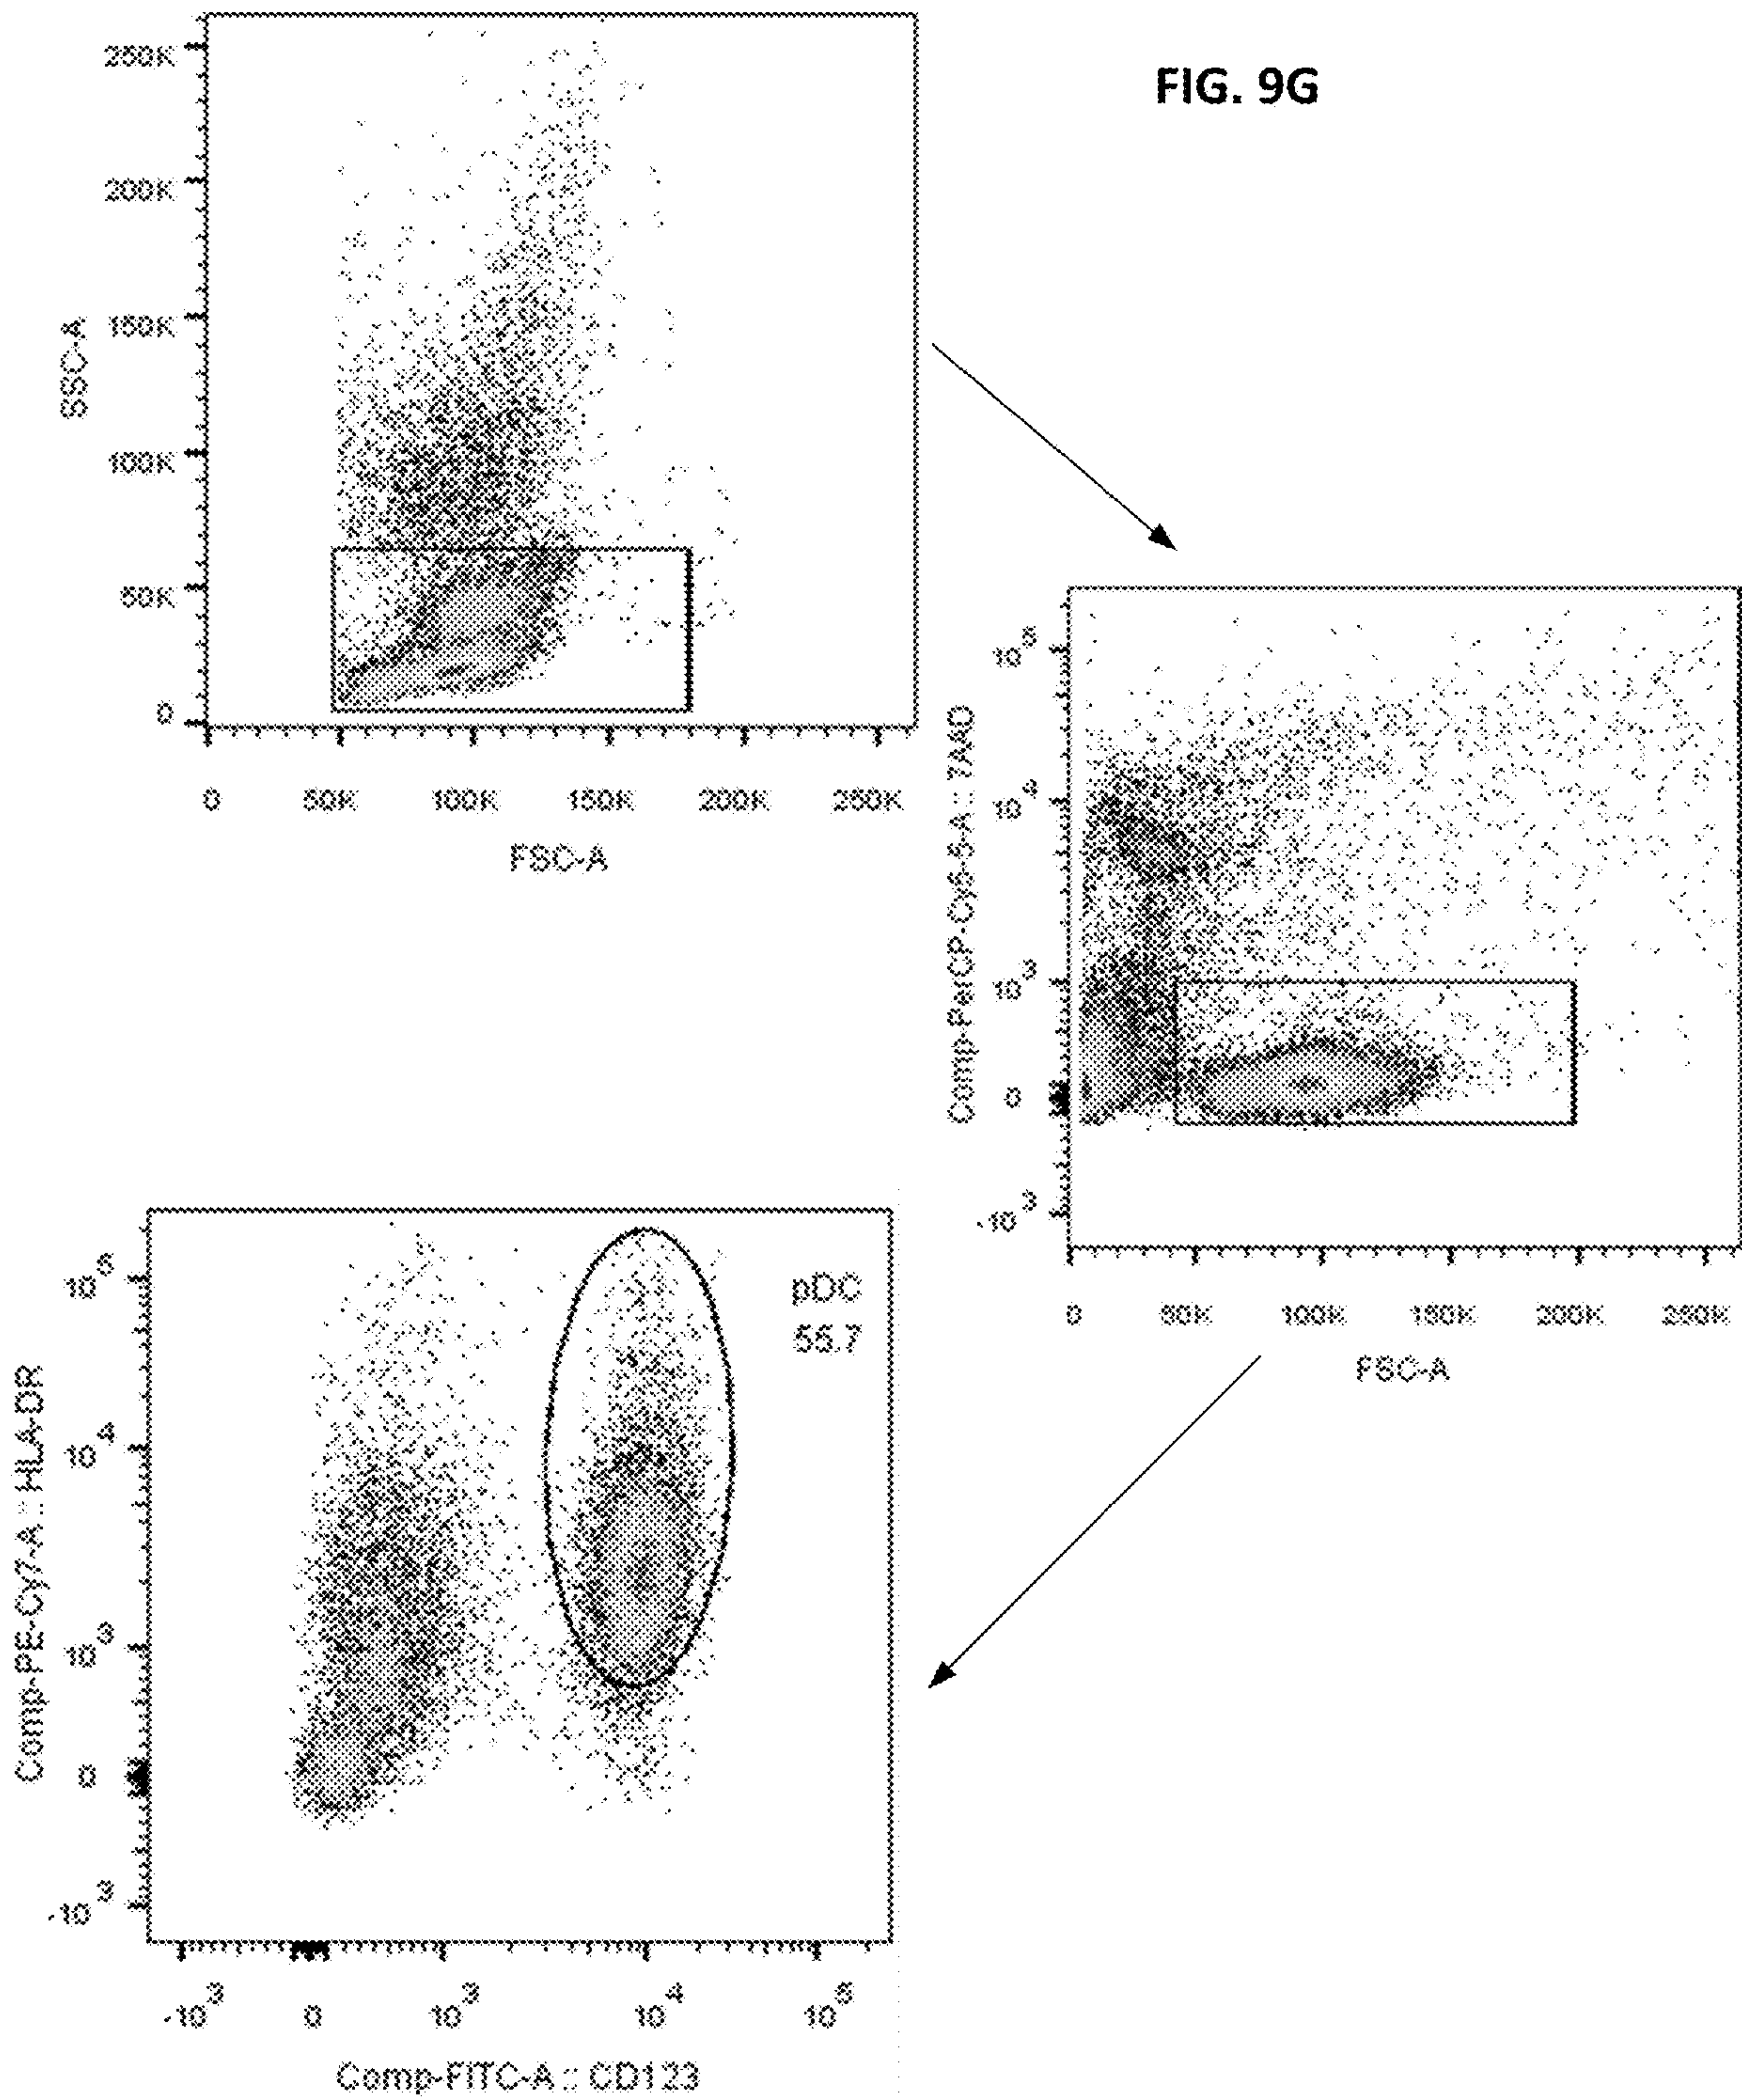 FIG. 9G
250K
200K
150K
100K
50K
0
SSC-A
0 50K 100K 150K 200K 250K
FSC-A
10^5
10^4
10^3
0
-10^3
Comp-PerCP-Cy5-5-A :: 7AAD
0 50K 100K 150K 200K 250K
FSC-A
pDC
55.7
10^5
10^4
10^3
0
-10^3
Comp-PE-Cy7-A :: HLA-DR
-10^3 0 10^3 10^4 10^5
Comp-FITC-A :: CD123